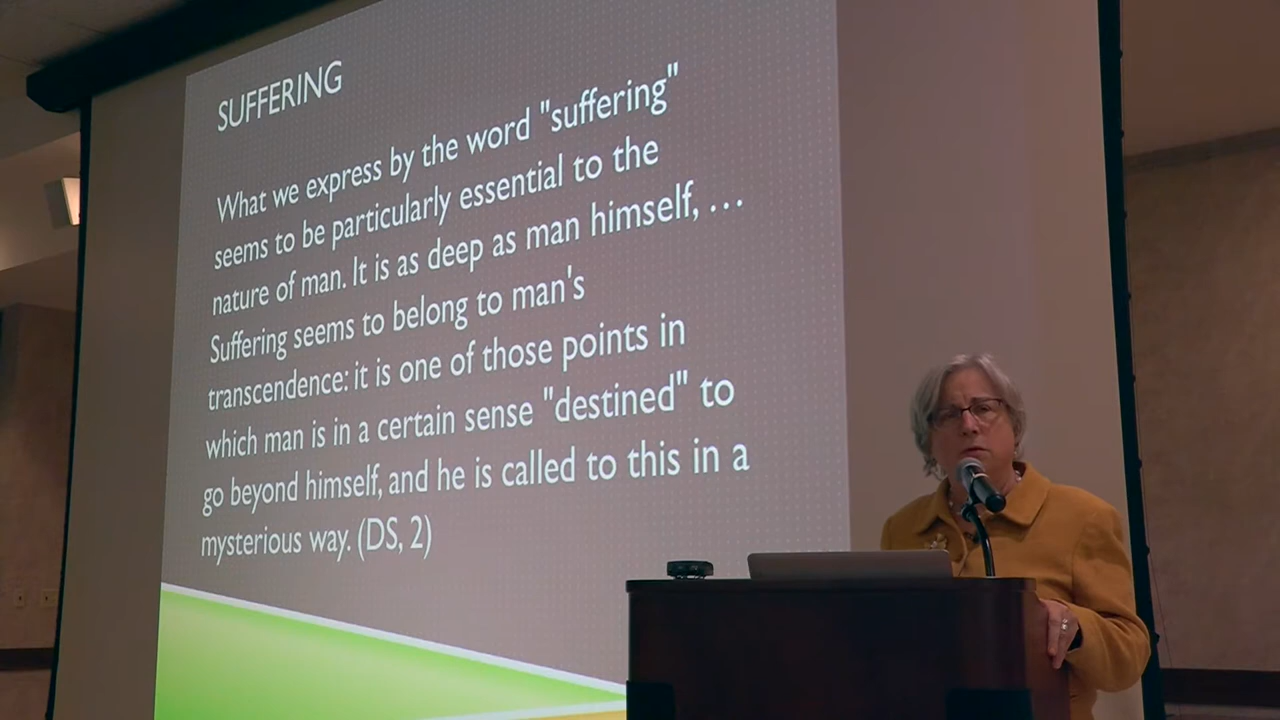 SUFFERING
What we express by the word "suffering"
seems to be particularly essential to the
nature of man. It is as deep as man himself, …
Suffering seems to belong to man's
transcendence: it is one of those points in
which man is in a certain sense "destined" to
go beyond himself, and he is called to this in a
mysterious way. (DS, 2)